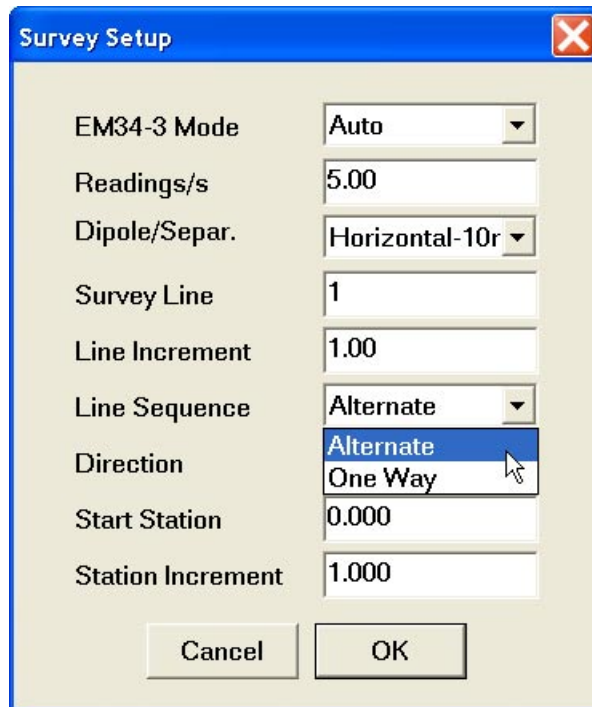 Survey Setup
EM34-3 Mode Auto
Readings/s 5.00
Dipole/Separ. Horizontal-10r
Survey Line 1
Line Increment 1.00
Line Sequence Alternate
Alternate
Direction One Way
Start Station 0.000
Station Increment 1.000
Cancel OK